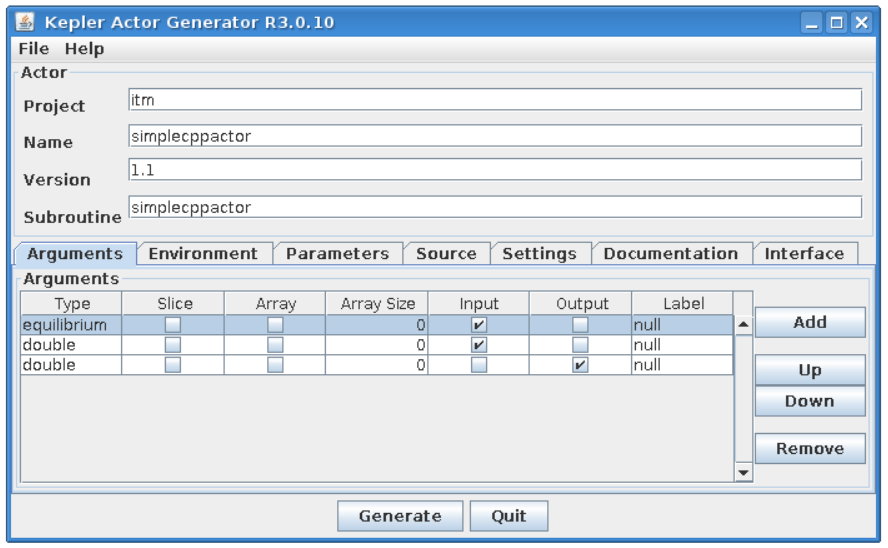 Kepler Actor Generator R3.0.10
File Help
Actor
Project itm
Name simplecppactor
Version 1.1
Subroutine simplecppactor
Arguments Environment Parameters Source Settings Documentation Interface
Arguments
Type Slice Array Array Size Input Output Label
equilibrium 0 null
double 0 null
double 0 null
Add
Up
Down
Remove
Generate Quit